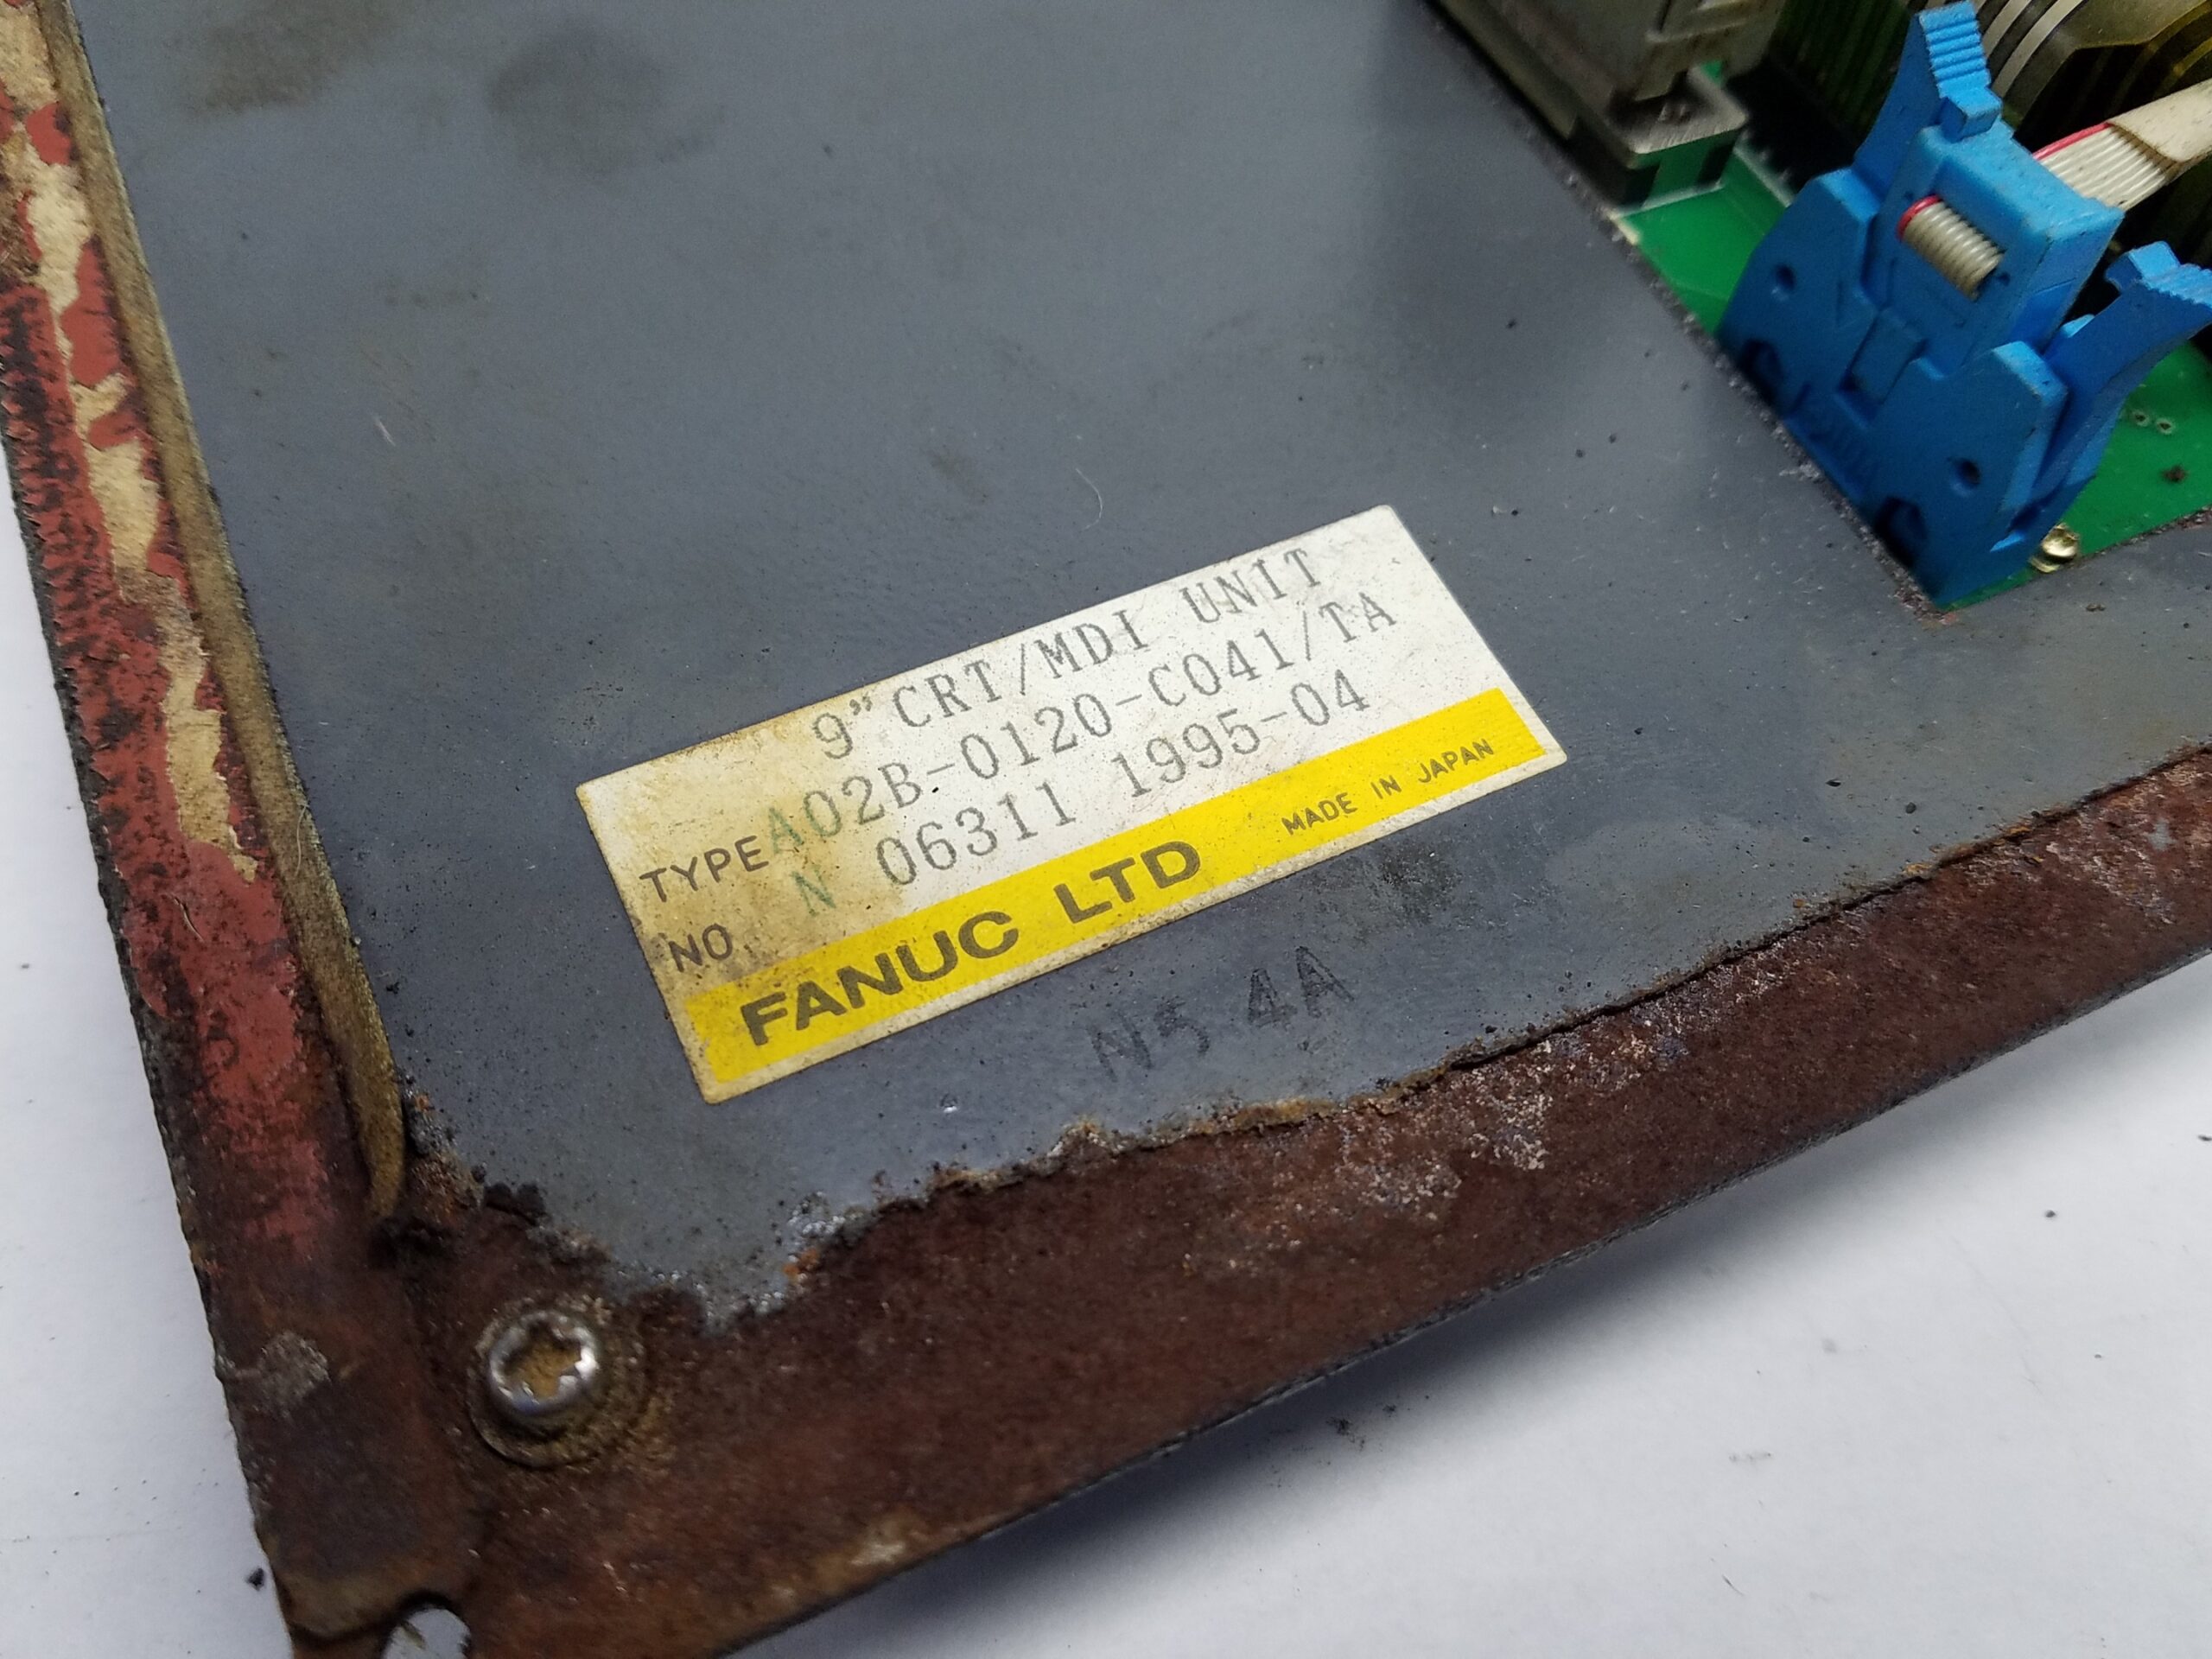 9" CRT/MDI UNIT
TYPE A02B-0120-C041/TA
NO. N 06311 1995-04
FANUC LTD MADE IN JAPAN
N5.4A